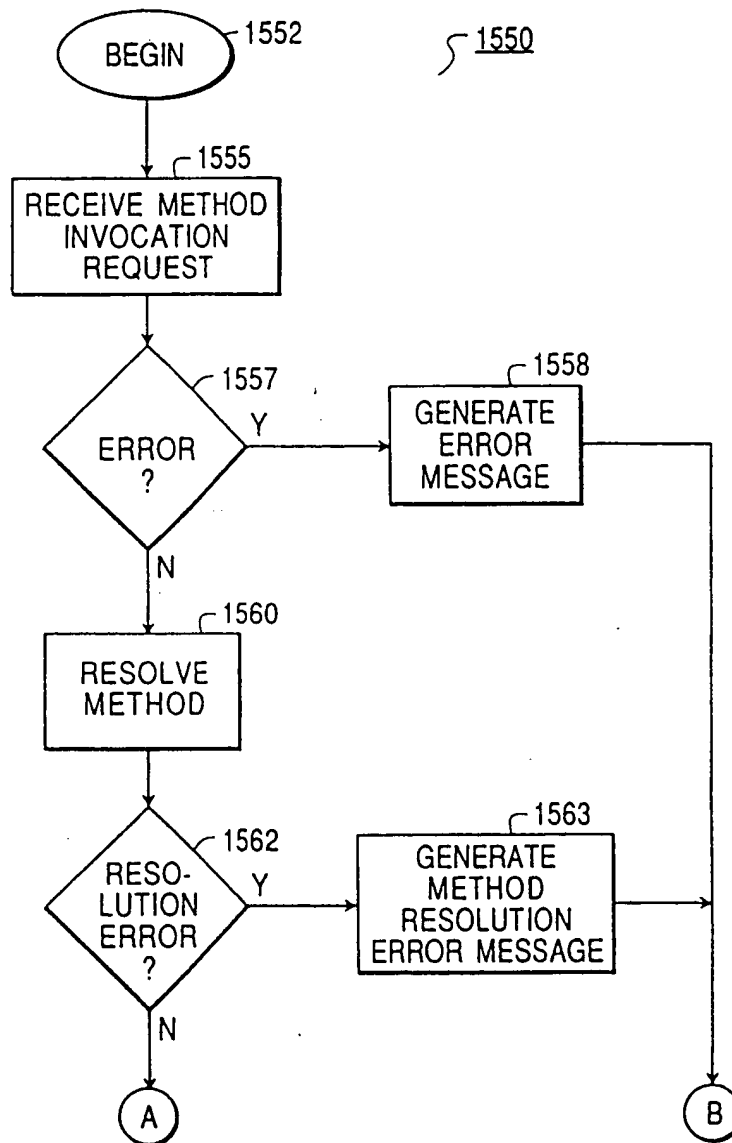 1552
BEGIN
1550
1555
RECEIVE METHOD
INVOCATION
REQUEST
1557
ERROR
?
Y
N
1558
GENERATE
ERROR
MESSAGE
1560
RESOLVE
METHOD
1562
RESO-
LUTION
ERROR
?
Y
N
1563
GENERATE
METHOD
RESOLUTION
ERROR MESSAGE
A
B